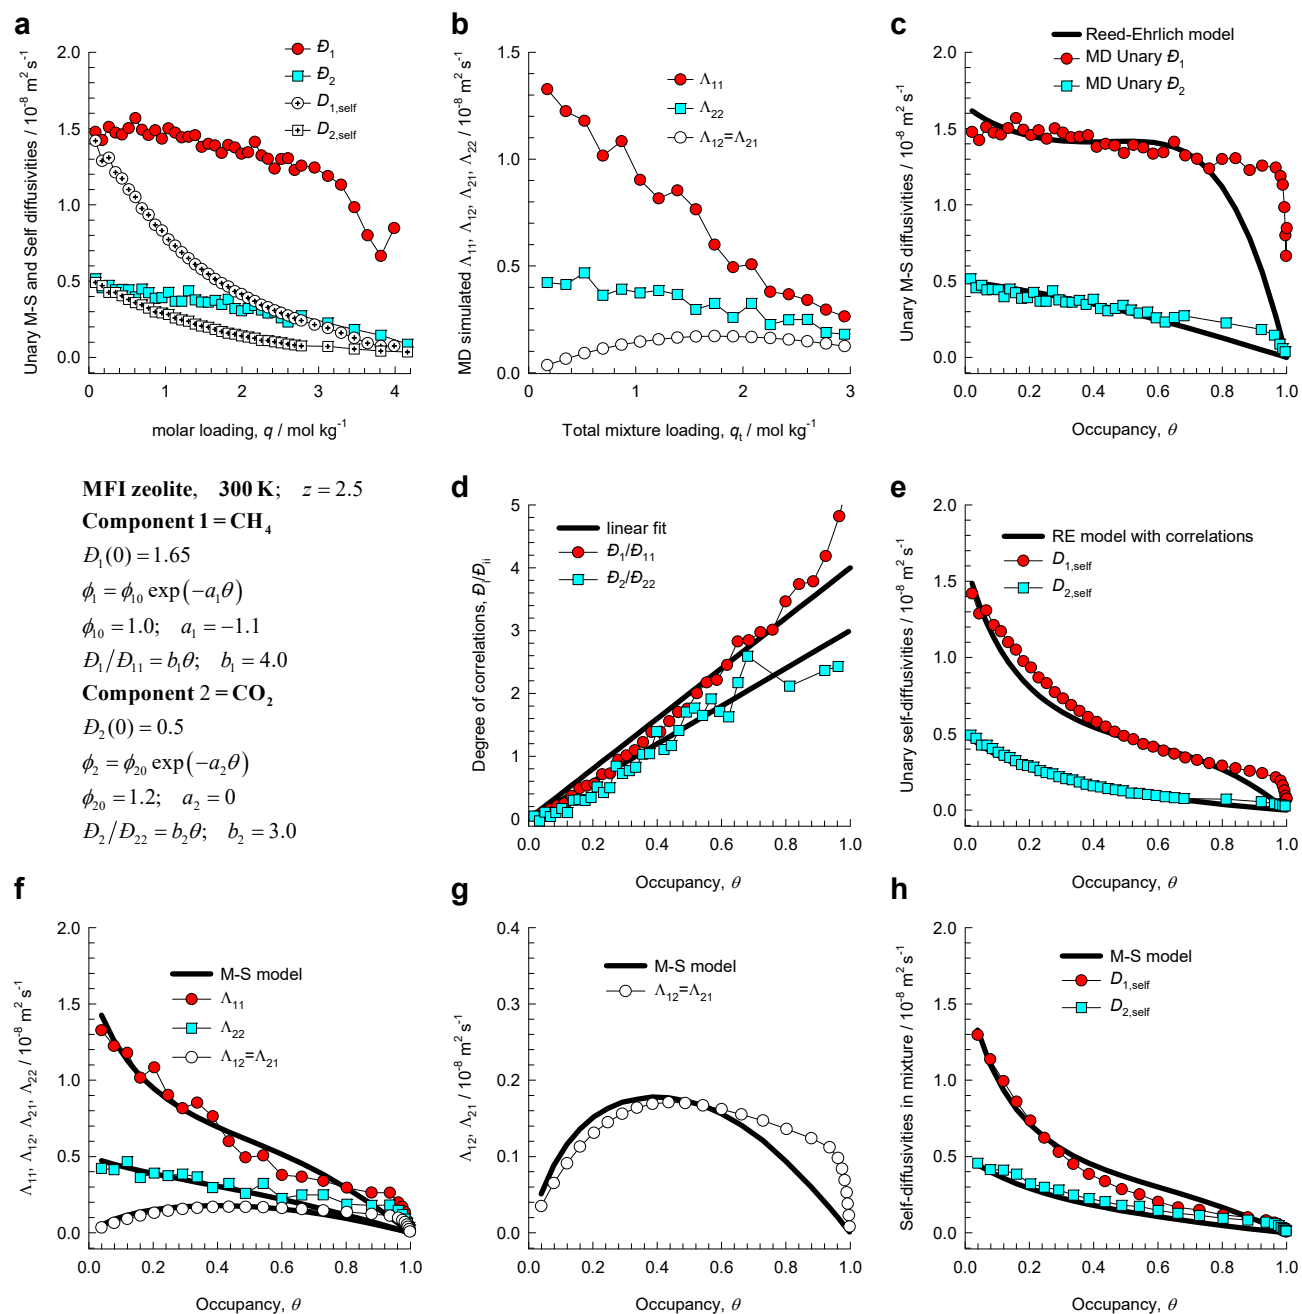 a
Unary M-S and Self diffusivities / 10⁻⁸ m² s⁻¹
2.0
1.5
1.0
0.5
0.0
Đ₁
Đ₂
D₁,self
D₂,self
0 1 2 3 4
molar loading, q / mol kg⁻¹
b
MD simulated Λ₁₁, Λ₁₂, Λ₂₁, Λ₂₂ / 10⁻⁸ m² s⁻¹
1.5
1.0
0.5
0.0
Λ₁₁
Λ₂₂
Λ₁₂=Λ₂₁
0 1 2 3
Total mixture loading, qₜ / mol kg⁻¹
c
Unary M-S diffusivities / 10⁻⁸ m² s⁻¹
2.0
1.5
1.0
0.5
0.0
Reed-Ehrlich model
MD Unary Đ₁
MD Unary Đ₂
0.0 0.2 0.4 0.6 0.8 1.0
Occupancy, θ
MFI zeolite, 300 K; z = 2.5
Component 1 = CH₄
Đ₁(0) = 1.65
ϕ₁ = ϕ₁₀ exp(−a₁θ)
ϕ₁₀ = 1.0; a₁ = −1.1
Đ₁/Đ₁₁ = b₁θ; b₁ = 4.0
Component 2 = CO₂
Đ₂(0) = 0.5
ϕ₂ = ϕ₂₀ exp(−a₂θ)
ϕ₂₀ = 1.2; a₂ = 0
Đ₂/Đ₂₂ = b₂θ; b₂ = 3.0
d
Degree of correlations, Đᵢ/Đᵢᵢ
5
4
3
2
1
0
linear fit
Đ₁/Đ₁₁
Đ₂/Đ₂₂
0.0 0.2 0.4 0.6 0.8 1.0
Occupancy, θ
e
Unary self-diffusivities / 10⁻⁸ m² s⁻¹
2.0
1.5
1.0
0.5
0.0
RE model with correlations
D₁,self
D₂,self
0.0 0.2 0.4 0.6 0.8 1.0
Occupancy, θ
f
Λ₁₁, Λ₁₂, Λ₂₁, Λ₂₂ / 10⁻⁸ m² s⁻¹
2.0
1.5
1.0
0.5
0.0
M-S model
Λ₁₁
Λ₂₂
Λ₁₂=Λ₂₁
0.0 0.2 0.4 0.6 0.8 1.0
Occupancy, θ
g
Λ₁₂, Λ₂₁ / 10⁻⁸ m² s⁻¹
0.4
0.3
0.2
0.1
0.0
M-S model
Λ₁₂=Λ₂₁
0.0 0.2 0.4 0.6 0.8 1.0
Occupancy, θ
h
Self-diffusivities in mixture / 10⁻⁸ m² s⁻¹
2.0
1.5
1.0
0.5
0.0
M-S model
D₁,self
D₂,self
0.0 0.2 0.4 0.6 0.8 1.0
Occupancy, θ